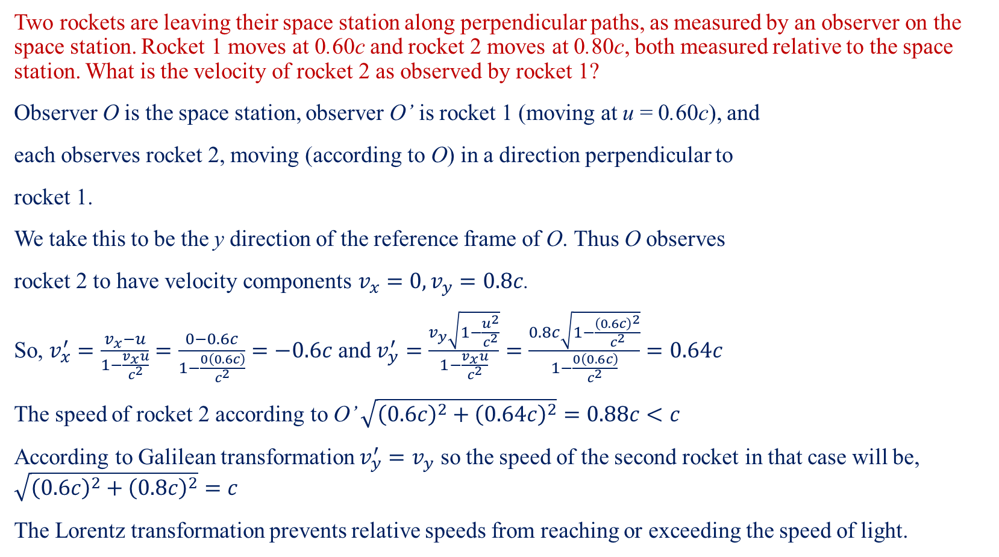 Two rockets are leaving their space station along perpendicular paths, as measured by an observer on the
space station. Rocket 1 moves at 0.60c and rocket 2 moves at 0.80c, both measured relative to the space
station. What is the velocity of rocket 2 as observed by rocket 1?
Observer O is the space station, observer O’ is rocket 1 (moving at u = 0.60c), and
each observes rocket 2, moving (according to O) in a direction perpendicular to
rocket 1.
We take this to be the y direction of the reference frame of O. Thus O observes
rocket 2 to have velocity components $v_x = 0, v_y = 0.8c$.
So, $v'_x = \frac{v_x-u}{1-\frac{v_xu}{c^2}} = \frac{0-0.6c}{1-\frac{0(0.6c)}{c^2}} = -0.6c$ and $v'_y = \frac{v_y\sqrt{1-\frac{u^2}{c^2}}}{1-\frac{v_xu}{c^2}} = \frac{0.8c\sqrt{1-\frac{(0.6c)^2}{c^2}}}{1-\frac{0(0.6c)}{c^2}} = 0.64c$
The speed of rocket 2 according to O’ $\sqrt{(0.6c)^2 + (0.64c)^2} = 0.88c < c$
According to Galilean transformation $v'_y = v_y$ so the speed of the second rocket in that case will be,
$\sqrt{(0.6c)^2 + (0.8c)^2} = c$
The Lorentz transformation prevents relative speeds from reaching or exceeding the speed of light.